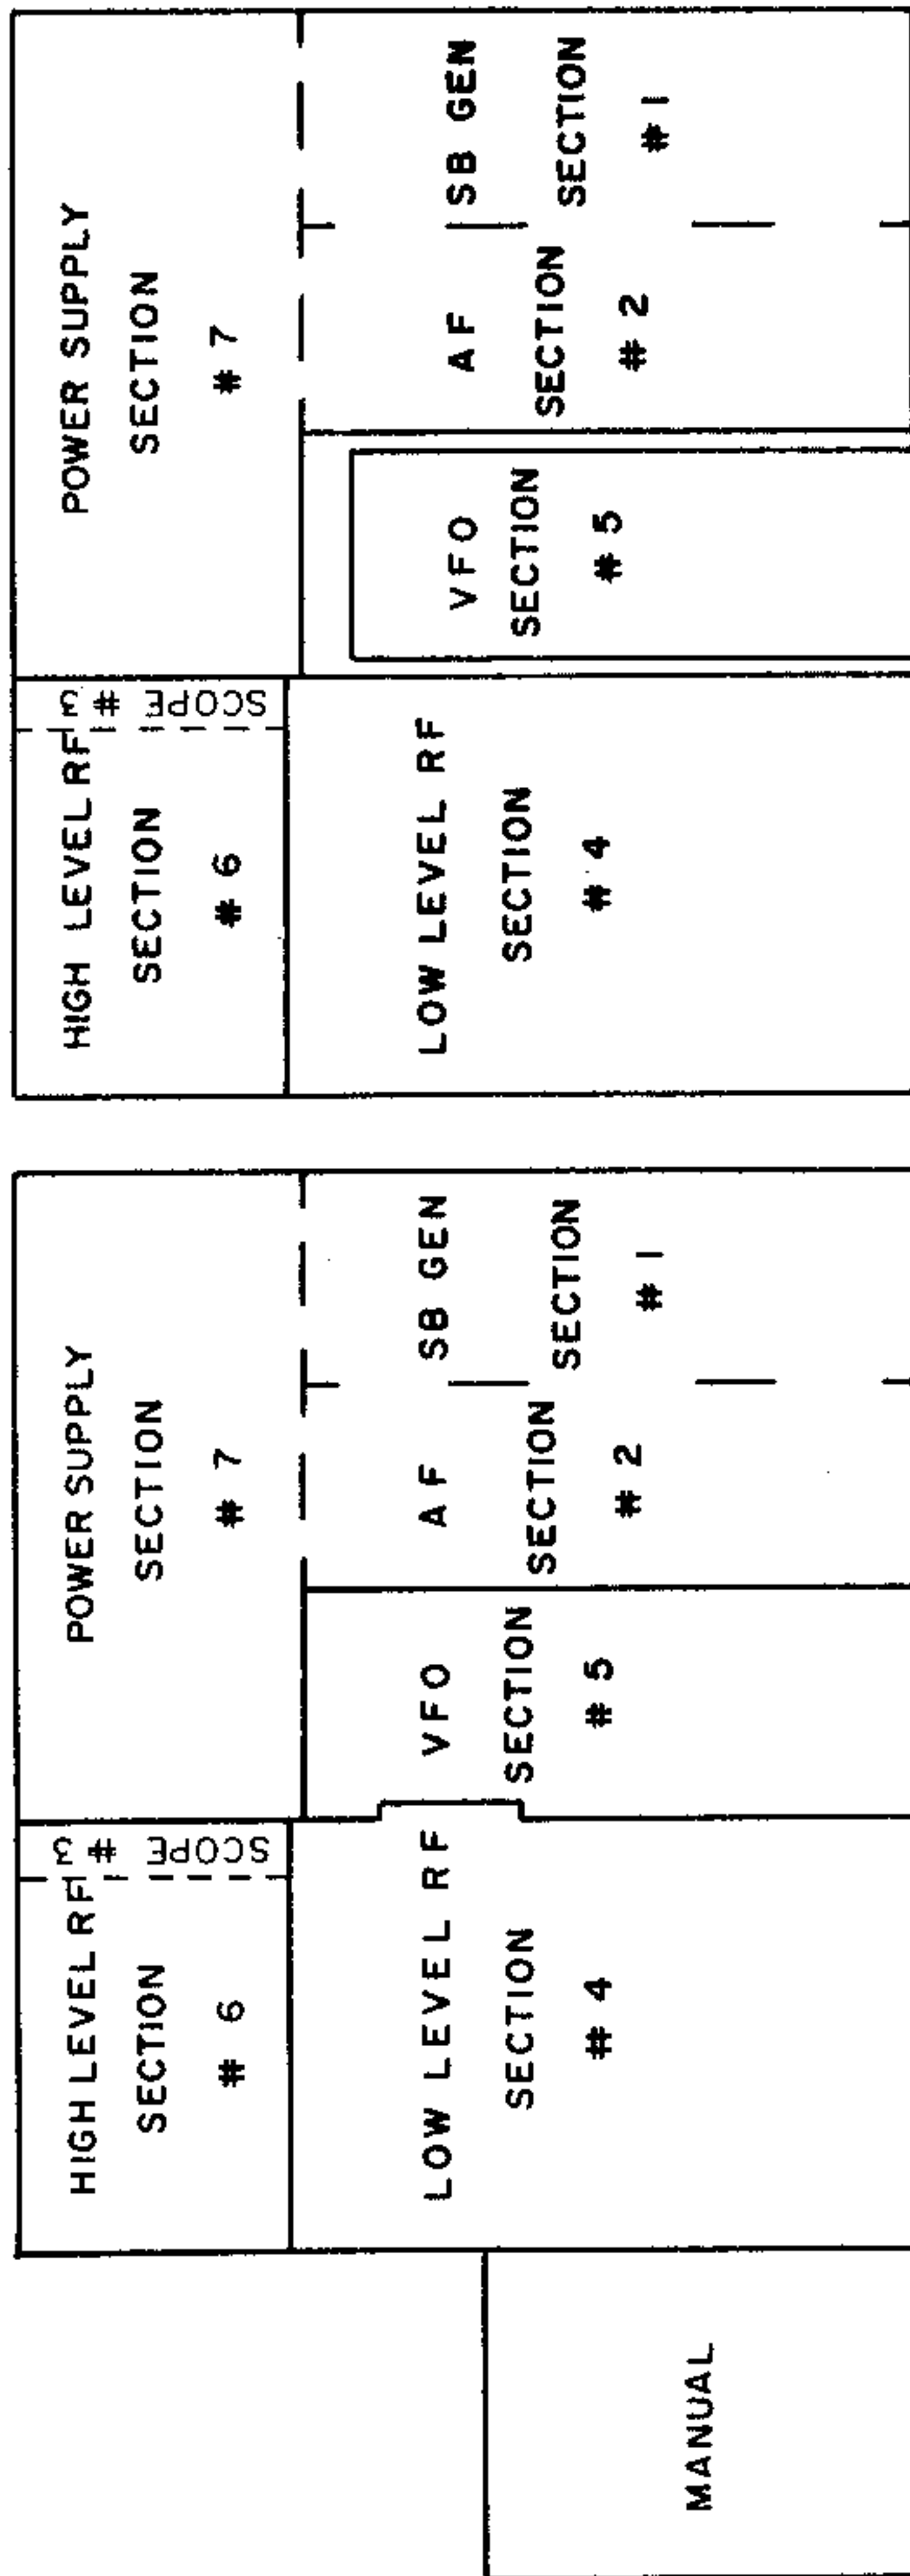 MANUAL
HIGH LEVEL RF
SECTION
# 6
SCOPE # 3
POWER SUPPLY
SECTION
# 7
LOW LEVEL RF
SECTION
# 4
VFO
SECTION
# 5
AF
SECTION
# 2
SB GEN
SECTION
# 1
HIGH LEVEL RF
SECTION
# 6
SCOPE # 3
POWER SUPPLY
SECTION
# 7
LOW LEVEL RF
SECTION
# 4
VFO
SECTION
# 5
AF
SECTION
# 2
SB GEN
SECTION
# 1